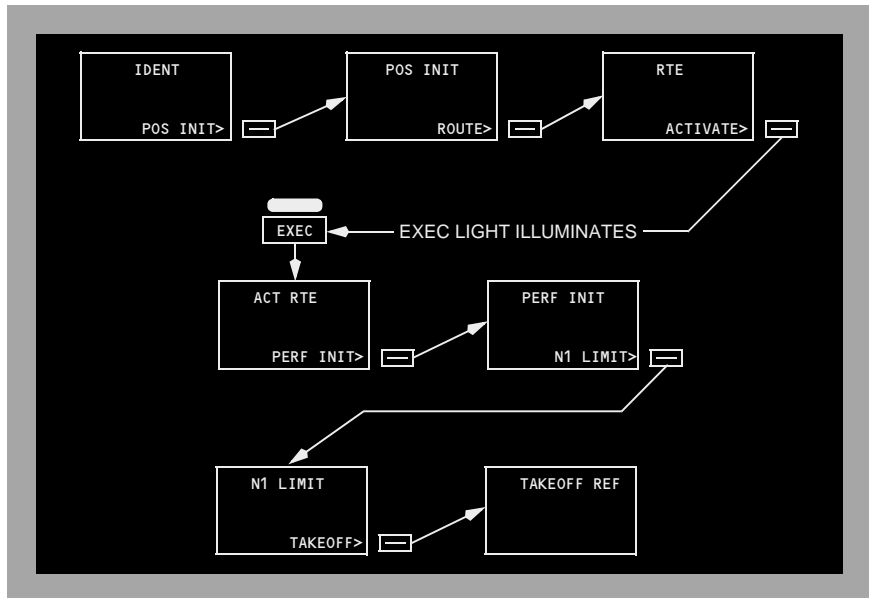 IDENT
POS INIT>
POS INIT
ROUTE>
RTE
ACTIVATE>
EXEC
EXEC LIGHT ILLUMINATES
ACT RTE
PERF INIT>
PERF INIT
N1 LIMIT>
N1 LIMIT
TAKEOFF>
TAKEOFF REF